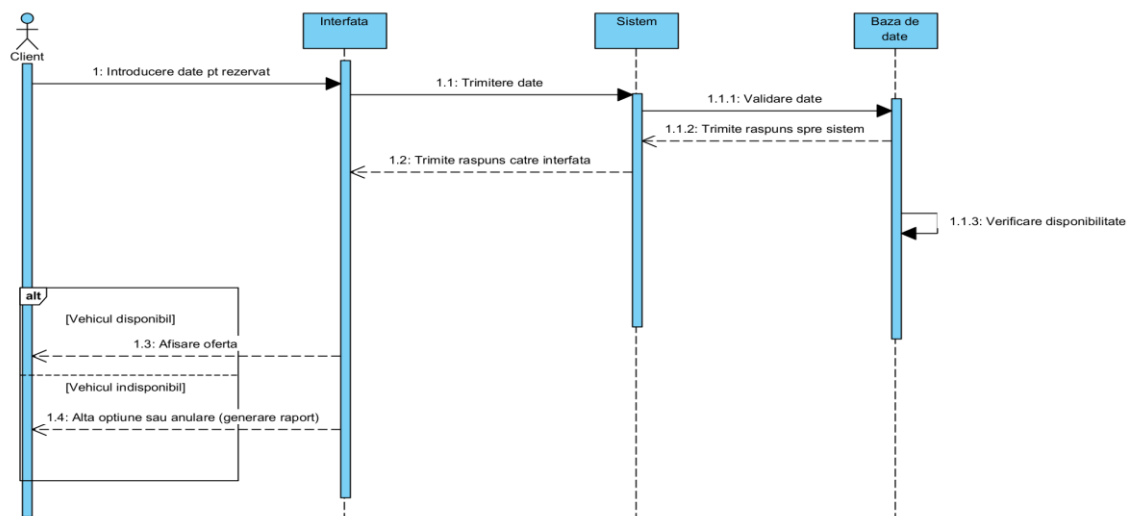 Client
Interfata
Sistem
Baza de
date
1: Introducere date pt rezervat
1.1: Trimitere date
1.1.1: Validare date
1.1.2: Trimite raspuns spre sistem
1.2: Trimite raspuns catre interfata
1.1.3: Verificare disponibilitate
alt
[Vehicul disponibil]
1.3: Afisare oferta
[Vehicul indisponibil]
1.4: Alta optiune sau anulare (generare raport)